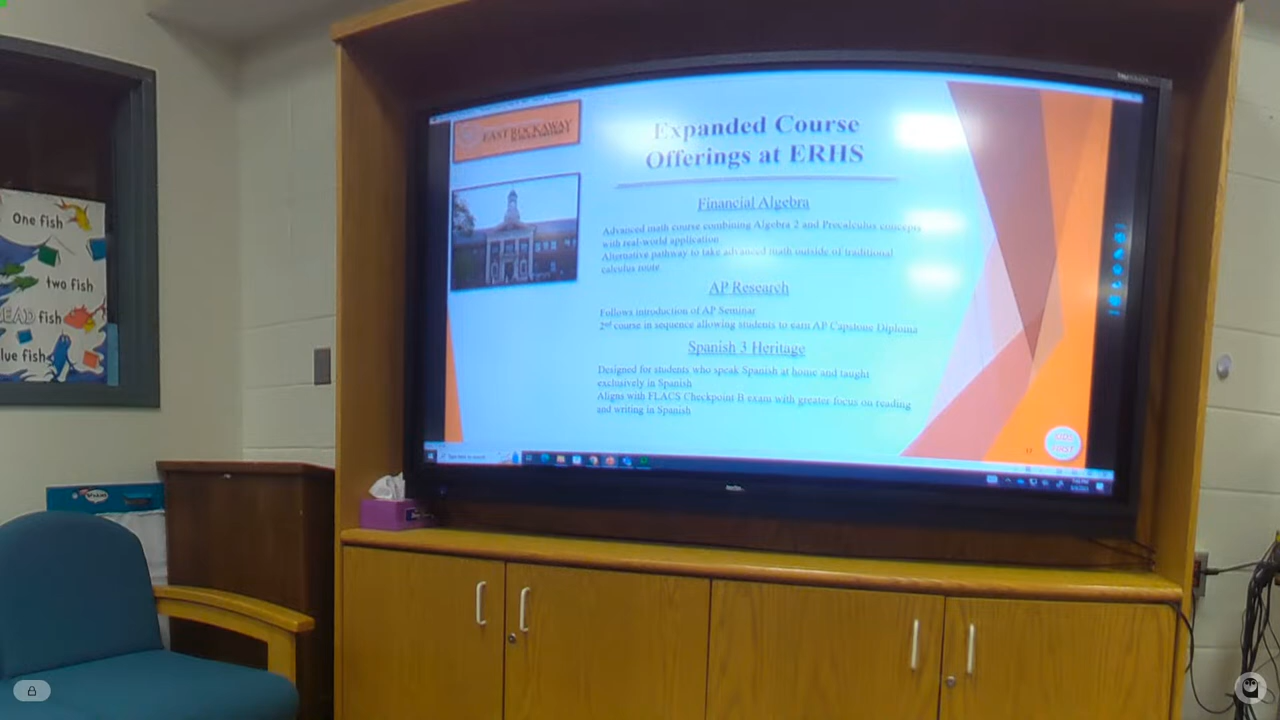 One fish
two fish
READ fish
lue fish
EAST ROCKAWAY
Expanded Course
Offerings at ERHS
Financial Algebra
Advanced math course combining Algebra 2 and Precalculus concepts
with real-world application
Alternative pathway to take advanced math outside of traditional
calculus route
AP Research
Follows introduction of AP Seminar
2nd course in sequence allowing students to earn AP Capstone Diploma
Spanish 3 Heritage
Designed for students who speak Spanish at home and taught
exclusively in Spanish
Aligns with FLACS Checkpoint B exam with greater focus on reading
and writing in Spanish